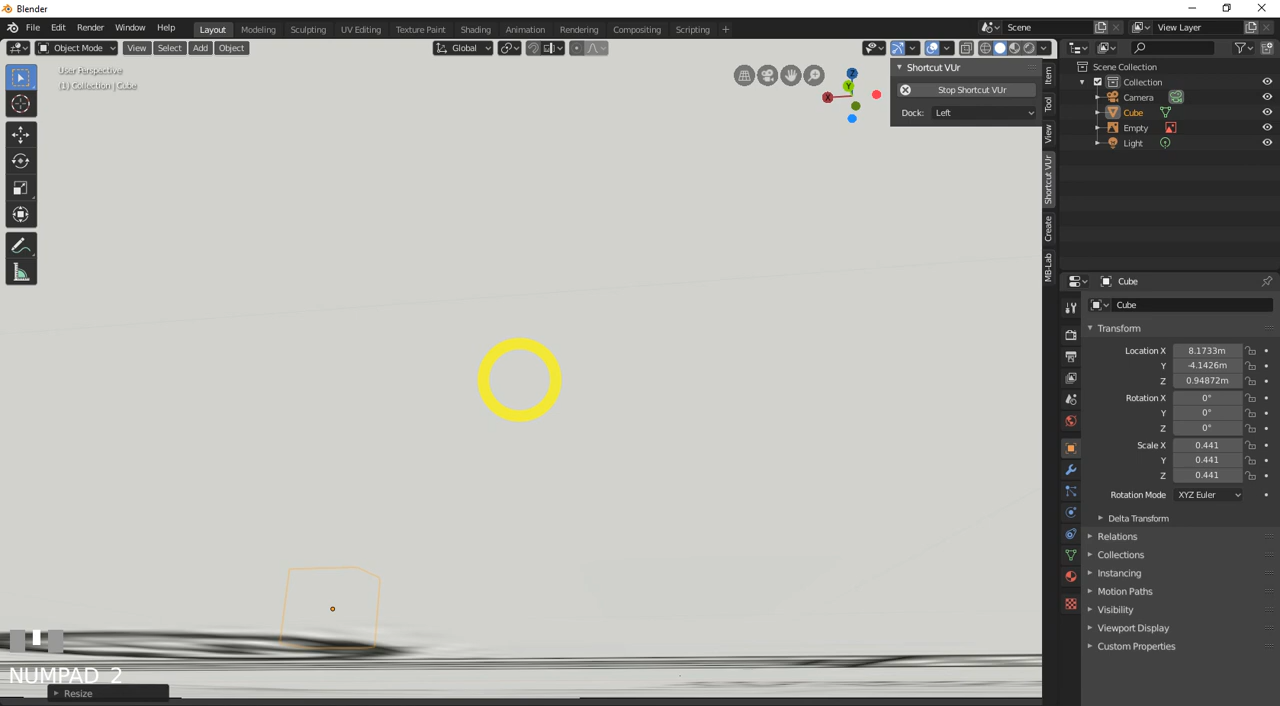 Blender
File Edit Render Window Help Layout Modeling Sculpting UV Editing Texture Paint Shading Animation Rendering Compositing Scripting + Scene View Layer
Object Mode View Select Add Object Global
User Perspective
(1) Collection | Cube
Z
Y
X
Shortcut VUr
Stop Shortcut VUr
Dock: Left
Item
Tool
View
Shortcut VUr
Create
MB-Lab
Scene Collection
Collection
Camera
Cube
Empty
Light
Cube
Cube
Transform
Location X 8.1733m
Y -4.1426m
Z 0.94872m
Rotation X 0°
Y 0°
Z 0°
Scale X 0.441
Y 0.441
Z 0.441
Rotation Mode XYZ Euler
Delta Transform
Relations
Collections
Instancing
Motion Paths
Visibility
Viewport Display
Custom Properties
NUMPAD_2
Resize